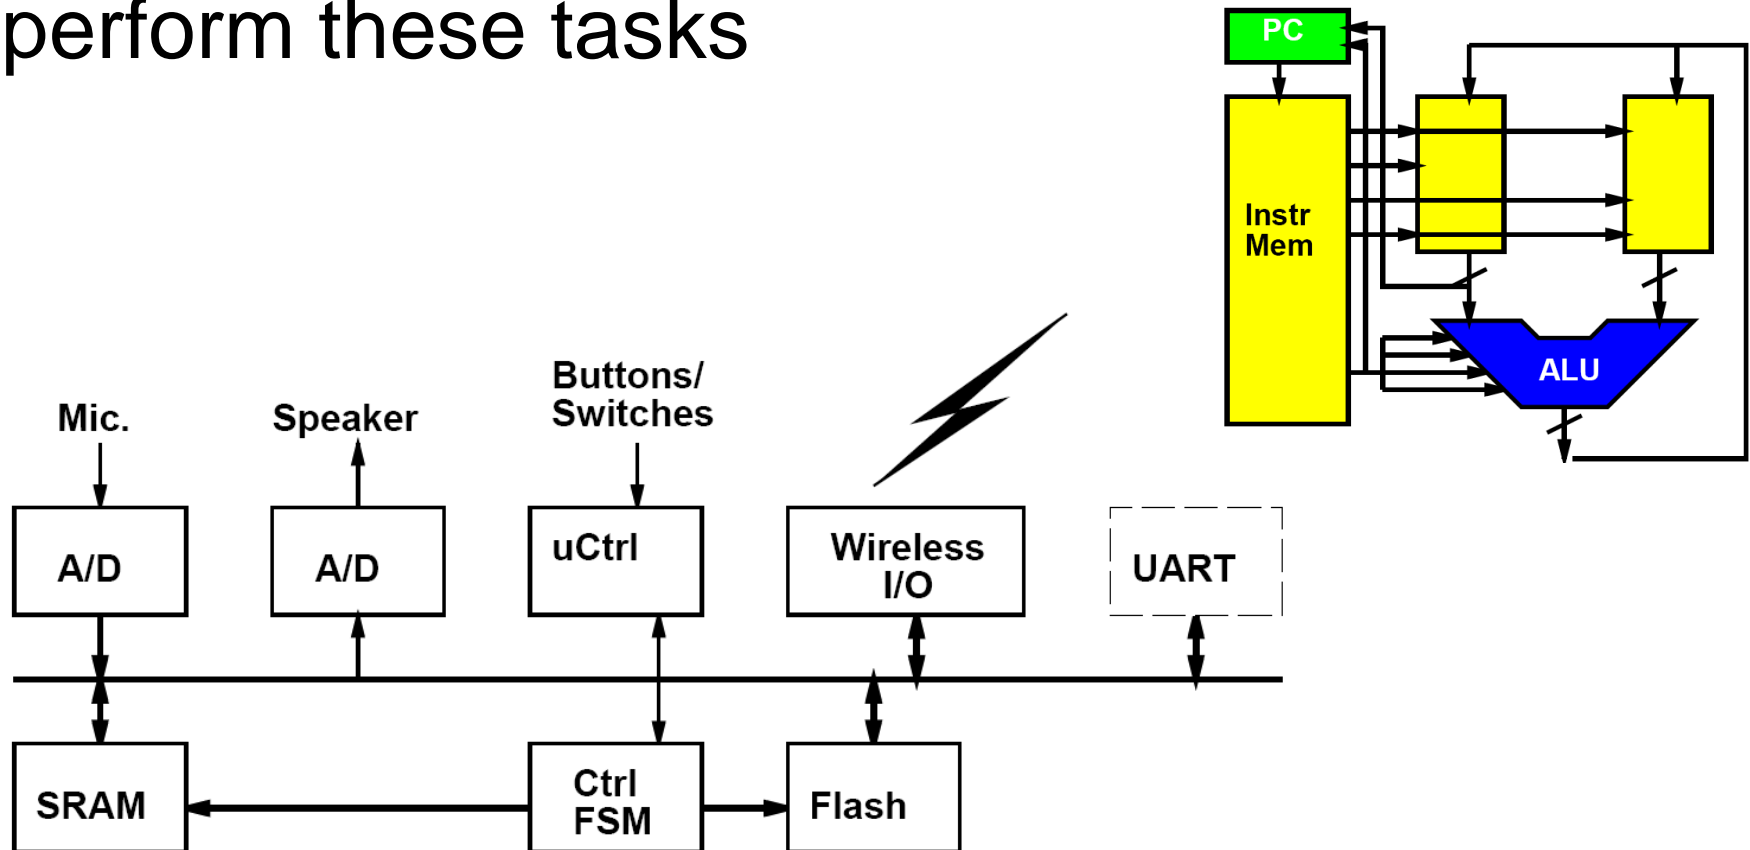 perform these tasks
PC
Instr
Mem
ALU
Buttons/
Switches
Mic.
Speaker
A/D
A/D
uCtrl
Wireless
I/O
UART
SRAM
Ctrl
FSM
Flash